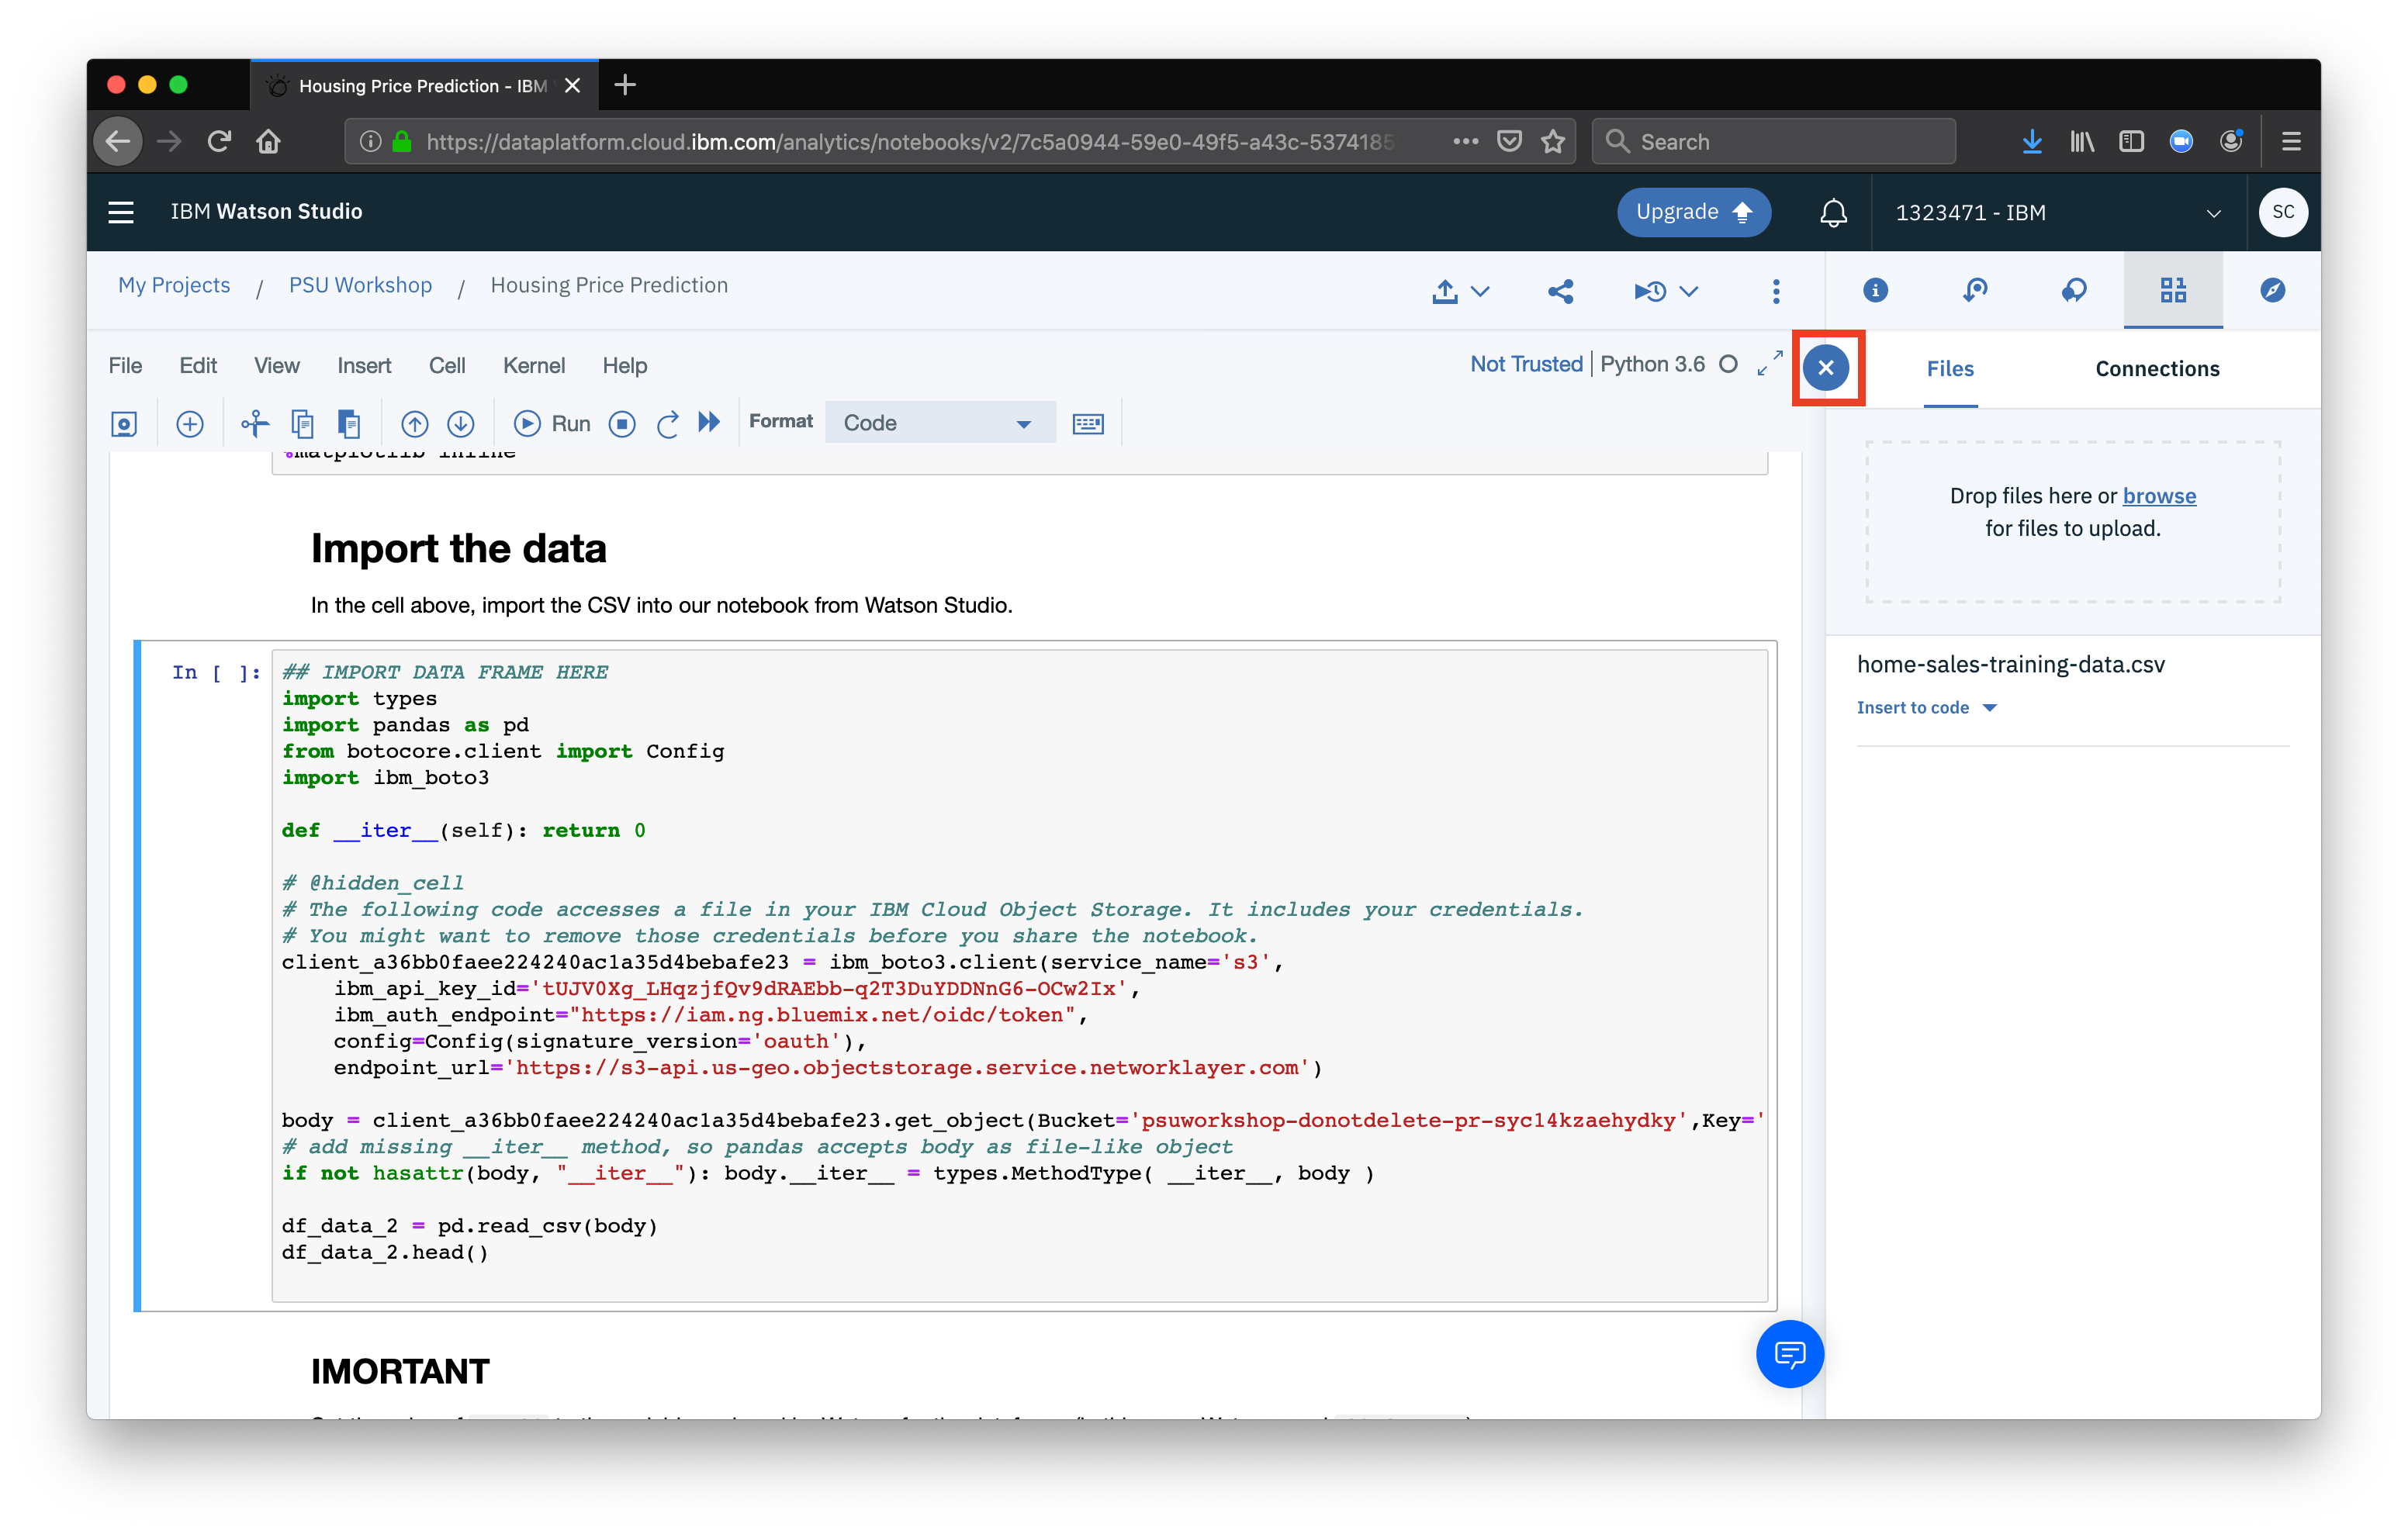 Housing Price Prediction - IBM
https://dataplatform.cloud.ibm.com/analytics/notebooks/v2/7c5a0944-59e0-49f5-a43c-5374185
Search
IBM Watson Studio
Upgrade
1323471 - IBM
SC
My Projects / PSU Workshop / Housing Price Prediction
File Edit View Insert Cell Kernel Help
Not Trusted | Python 3.6
Files
Connections
Run
Format
Code
%matplotlib inline
Drop files here or browse
for files to upload.
Import the data
In the cell above, import the CSV into our notebook from Watson Studio.
home-sales-training-data.csv
Insert to code
In [ ]:
## IMPORT DATA FRAME HERE
import types
import pandas as pd
from botocore.client import Config
import ibm_boto3
def __iter__(self): return 0
# @hidden_cell
# The following code accesses a file in your IBM Cloud Object Storage. It includes your credentials.
# You might want to remove those credentials before you share the notebook.
client_a36bb0faee224240ac1a35d4bebafe23 = ibm_boto3.client(service_name='s3',
ibm_api_key_id='tUJV0Xg_LHqzjfQv9dRAEbb-q2T3DuYDDNnG6-OCw2Ix',
ibm_auth_endpoint="https://iam.ng.bluemix.net/oidc/token",
config=Config(signature_version='oauth'),
endpoint_url='https://s3-api.us-geo.objectstorage.service.networklayer.com')
body = client_a36bb0faee224240ac1a35d4bebafe23.get_object(Bucket='psuworkshop-donotdelete-pr-syc14kzaehydky',Key='
# add missing __iter__ method, so pandas accepts body as file-like object
if not hasattr(body, "__iter__"): body.__iter__ = types.MethodType( __iter__, body )
df_data_2 = pd.read_csv(body)
df_data_2.head()
IMORTANT